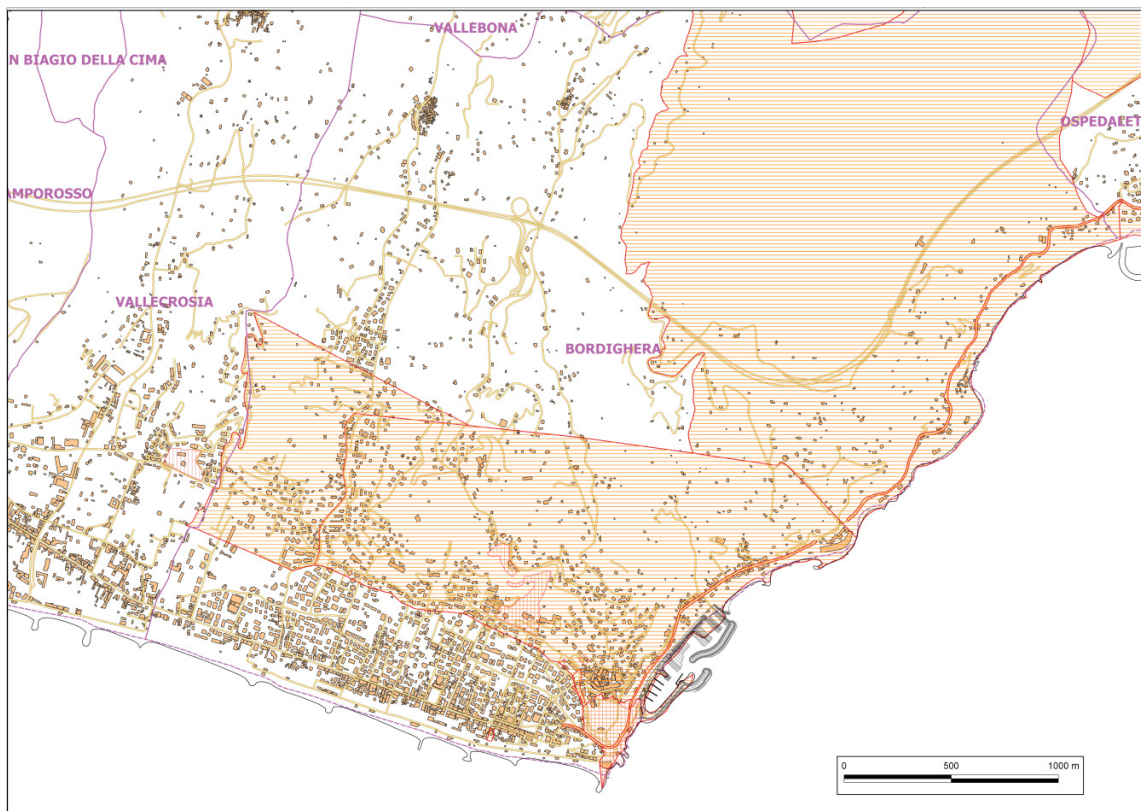 VALLEBONA
N BIAGIO DELLA CIMA
OSPEDALET
AMPOROSSO
VALLECROSIA
BORDIGHERA
0 500 1000 m